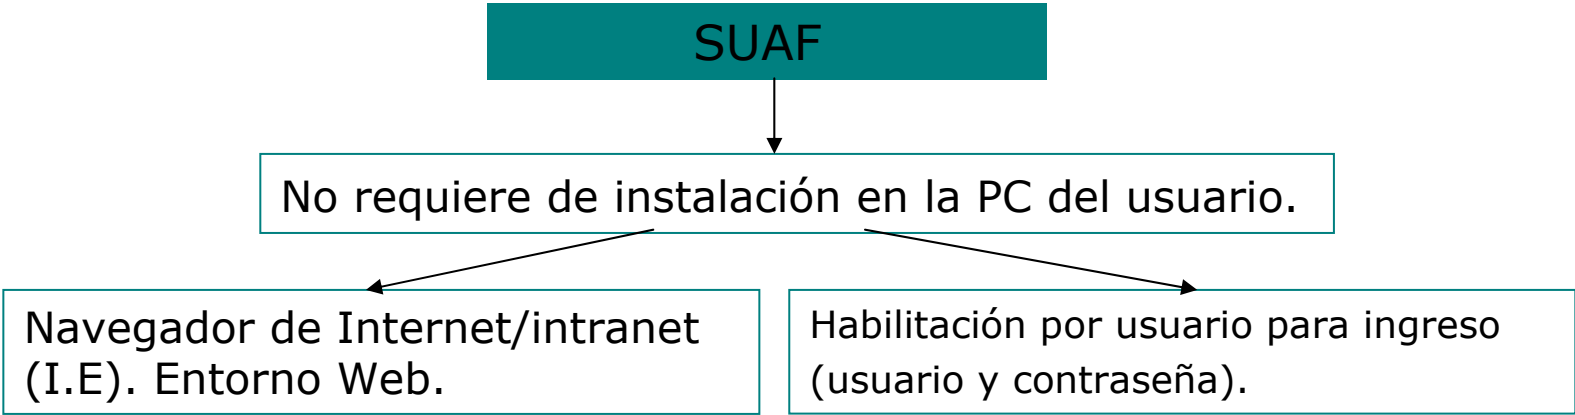 SUAF
No requiere de instalación en la PC del usuario.
Navegador de Internet/intranet
(I.E). Entorno Web.
Habilitación por usuario para ingreso
(usuario y contraseña).